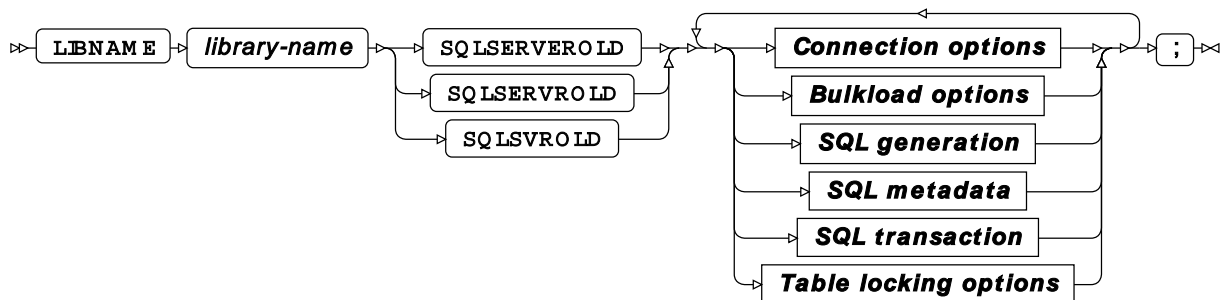 LIBNAME library-name SQLSERVEROLD Connection options ;
SQLSERVROLD Bulkload options
SQLSVROLD SQL generation
SQL metadata
SQL transaction
Table locking options